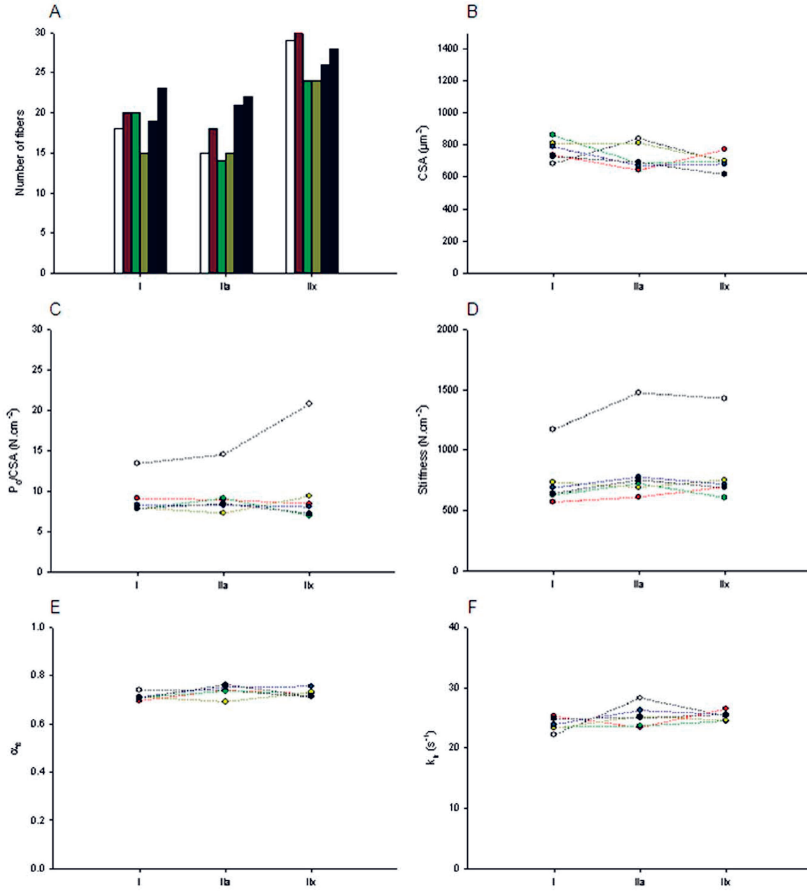 A
Number of fibers
30
25
20
15
10
5
0
I
IIa
IIx
B
CSA (µm⁻²)
1400
1200
1000
800
600
400
200
0
I
IIa
IIx
C
P₀/CSA (N.cm⁻²)
30
25
20
15
10
5
0
I
IIa
IIx
D
Stiffness (N.cm⁻²)
2000
1500
1000
500
0
I
IIa
IIx
E
1.0
0.8
0.6
0.4
0.2
0.0
I
IIa
IIx
F
(s⁻¹)
40
30
20
10
0
I
IIa
IIx